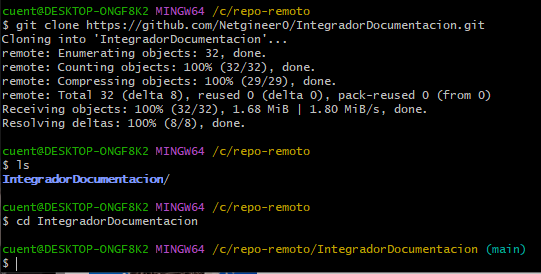 cuent@DESKTOP-ONGF8K2 MINGW64 /c/repo-remoto
$ git clone https://github.com/Netgineer0/IntegradorDocumentacion.git
Cloning into 'IntegradorDocumentacion'...
remote: Enumerating objects: 32, done.
remote: Counting objects: 100% (32/32), done.
remote: Compressing objects: 100% (29/29), done.
remote: Total 32 (delta 8), reused 0 (delta 0), pack-reused 0 (from 0)
Receiving objects: 100% (32/32), 1.68 MiB | 1.80 MiB/s, done.
Resolving deltas: 100% (8/8), done.
cuent@DESKTOP-ONGF8K2 MINGW64 /c/repo-remoto
$ ls
IntegradorDocumentacion/
cuent@DESKTOP-ONGF8K2 MINGW64 /c/repo-remoto
$ cd IntegradorDocumentacion
cuent@DESKTOP-ONGF8K2 MINGW64 /c/repo-remoto/IntegradorDocumentacion (main)
$